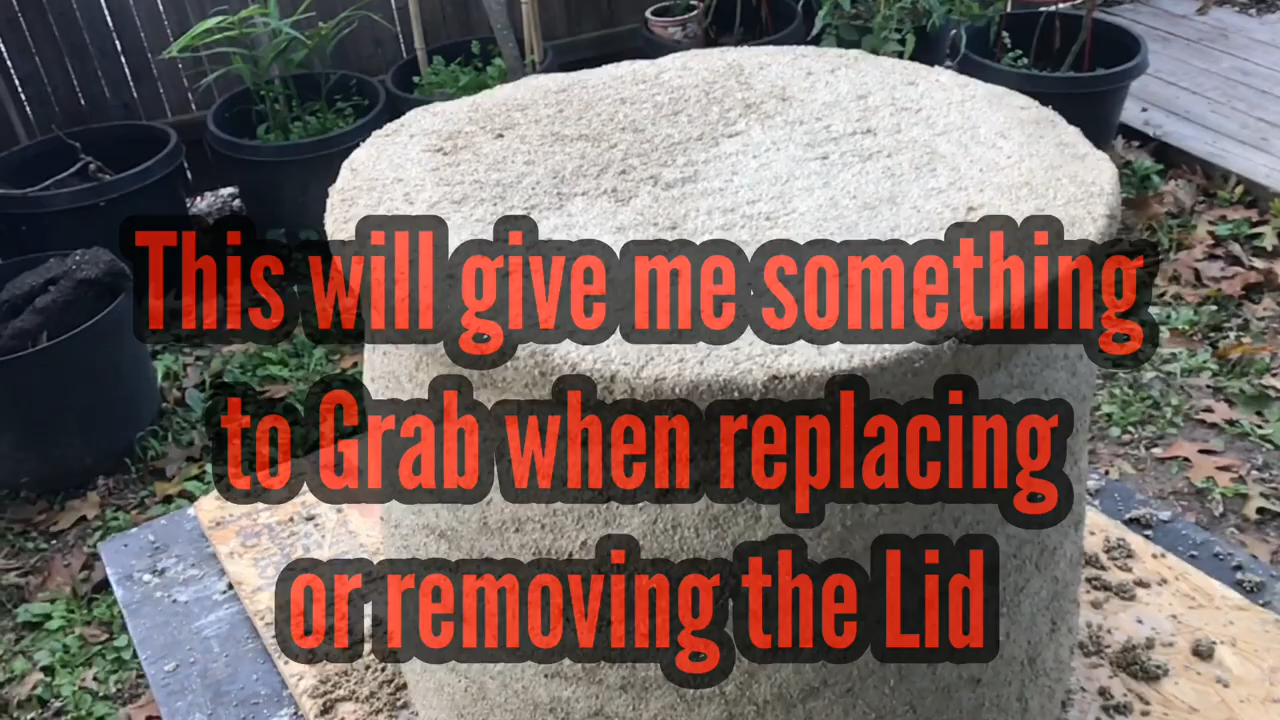 This will give me something
to Grab when replacing
or removing the Lid